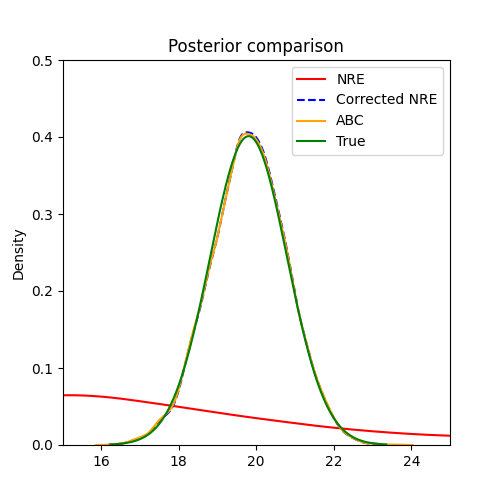 Posterior comparison
NRE
Corrected NRE
ABC
True
Density
0.5
0.4
0.3
0.2
0.1
0.0
16 18 20 22 24